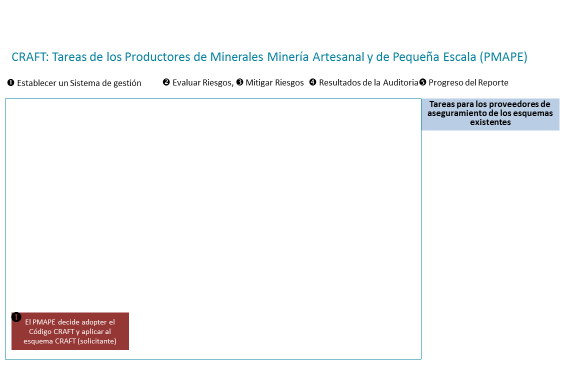 CRAFT: Tareas de los Productores de Minerales Minería Artesanal y de Pequeña Escala (PMAPE)
❶ Establecer un Sistema de gestión ❷ Evaluar Riesgos, ❸ Mitigar Riesgos ❹ Resultados de la Auditoria ❺ Progreso del Reporte
Tareas para los proveedores de
aseguramiento de los esquemas
existentes
❶ El PMAPE decide adopter el
Código CRAFT y aplicar al
esquema CRAFT (solicitante)